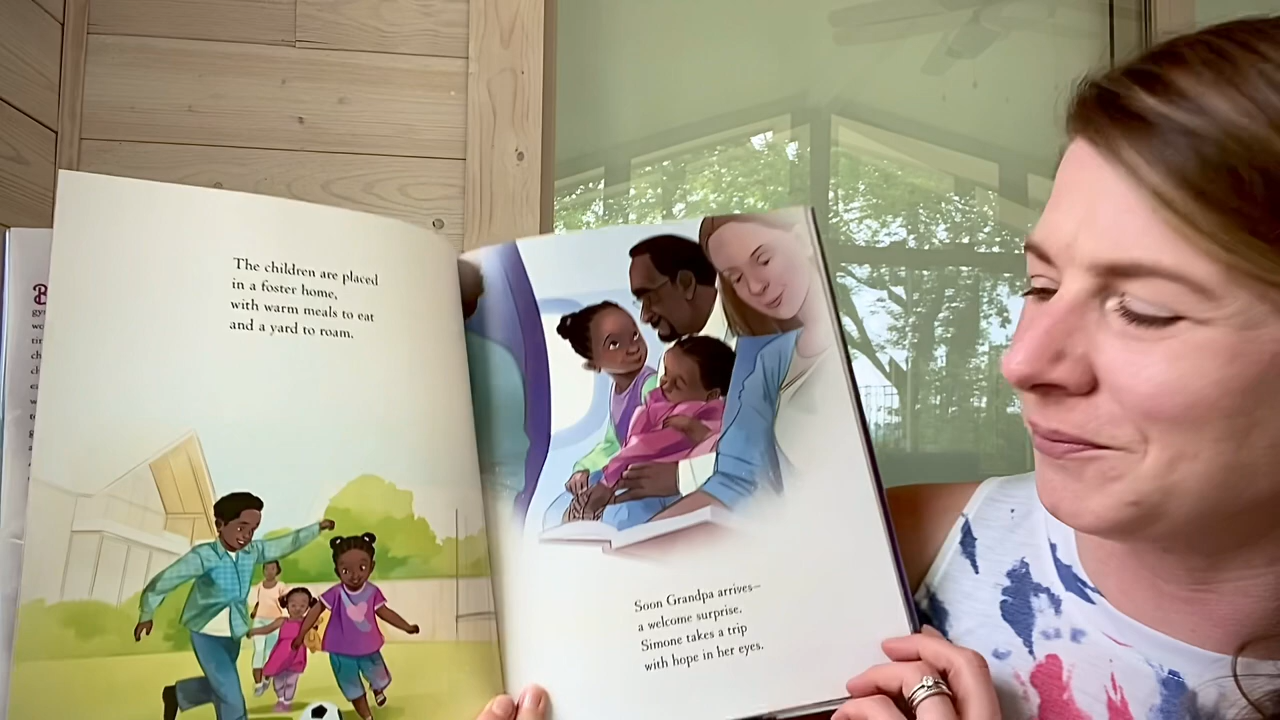 The children are placed
in a foster home,
with warm meals to eat
and a yard to roam.
Soon Grandpa arrives—
a welcome surprise.
Simone takes a trip
with hope in her eyes.